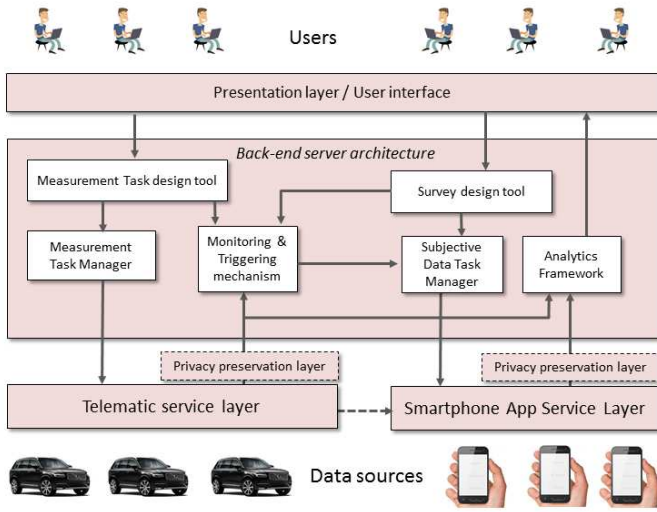 Users
Presentation layer / User interface
Back-end server architecture
Measurement Task design tool
Survey design tool
Measurement
Task Manager
Monitoring &
Triggering
mechanism
Subjective
Data Task
Manager
Analytics
Framework
Privacy preservation layer
Privacy preservation layer
Telematic service layer
Smartphone App Service Layer
Data sources